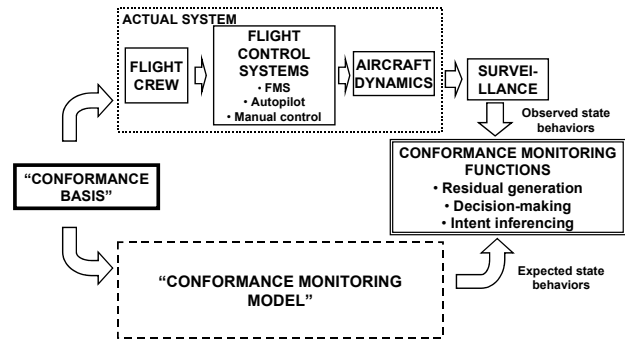 ACTUAL SYSTEM
FLIGHT
CREW
FLIGHT
CONTROL
SYSTEMS
• FMS
• Autopilot
• Manual control
AIRCRAFT
DYNAMICS
SURVEI-
LLANCE
Observed state
behaviors
“CONFORMANCE
BASIS”
CONFORMANCE MONITORING
FUNCTIONS
• Residual generation
• Decision-making
• Intent inferencing
“CONFORMANCE MONITORING
MODEL”
Expected state
behaviors